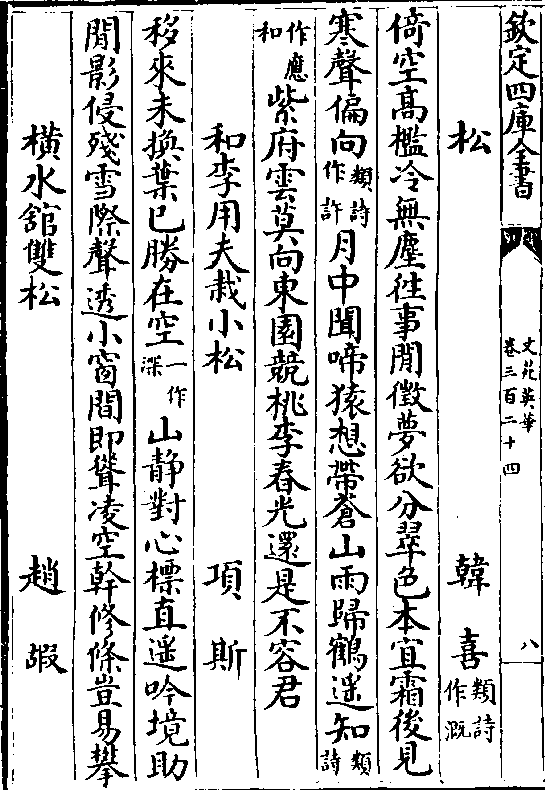 欽定四庫全書
文苑英華
卷三百二十四
八
松 韓喜類詩作溉
倚空高檻冷無塵往事閒徵夢欲分翠色本宜霜後見
寒聲偏向類詩作許月中聞啼猿想帶蒼山雨歸鶴遥知類詩
作應和紫府雲莫向東園競桃李春光還是不容君
和李用夫栽小松 項斯
移來未換葉已勝在空一作深山靜對心標直遥吟境助
閒影侵殘雪際聲透小窗間即聳凌空幹修條豈易攀
橫水舘雙松 趙嘏